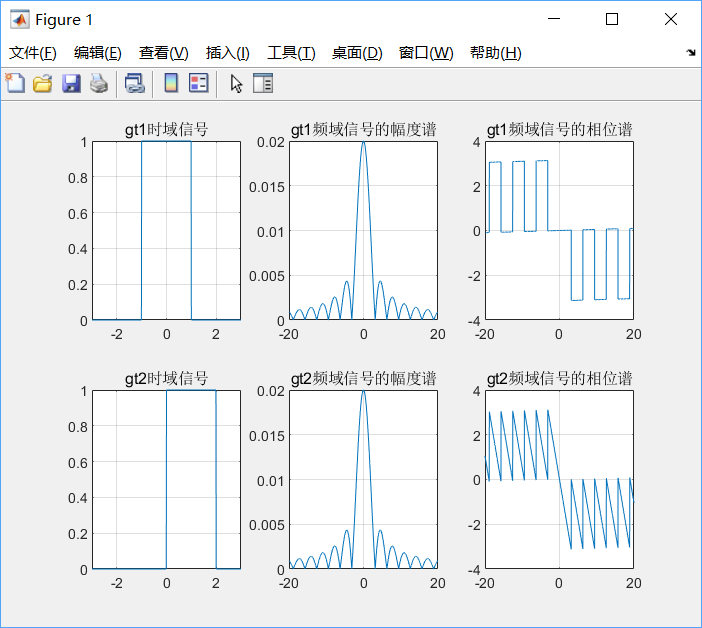 Figure 1
文件(F) 编辑(E) 查看(V) 插入(I) 工具(T) 桌面(D) 窗口(W) 帮助(H)
gt1时域信号
1
0.8
0.6
0.4
0.2
0
-2 0 2
gt1频域信号的幅度谱
0.02
0.015
0.01
0.005
0
-20 0 20
gt1频域信号的相位谱
4
2
0
-2
-4
-20 0 20
gt2时域信号
1
0.8
0.6
0.4
0.2
0
-2 0 2
gt2频域信号的幅度谱
0.02
0.015
0.01
0.005
0
-20 0 20
gt2频域信号的相位谱
4
2
0
-2
-4
-20 0 20